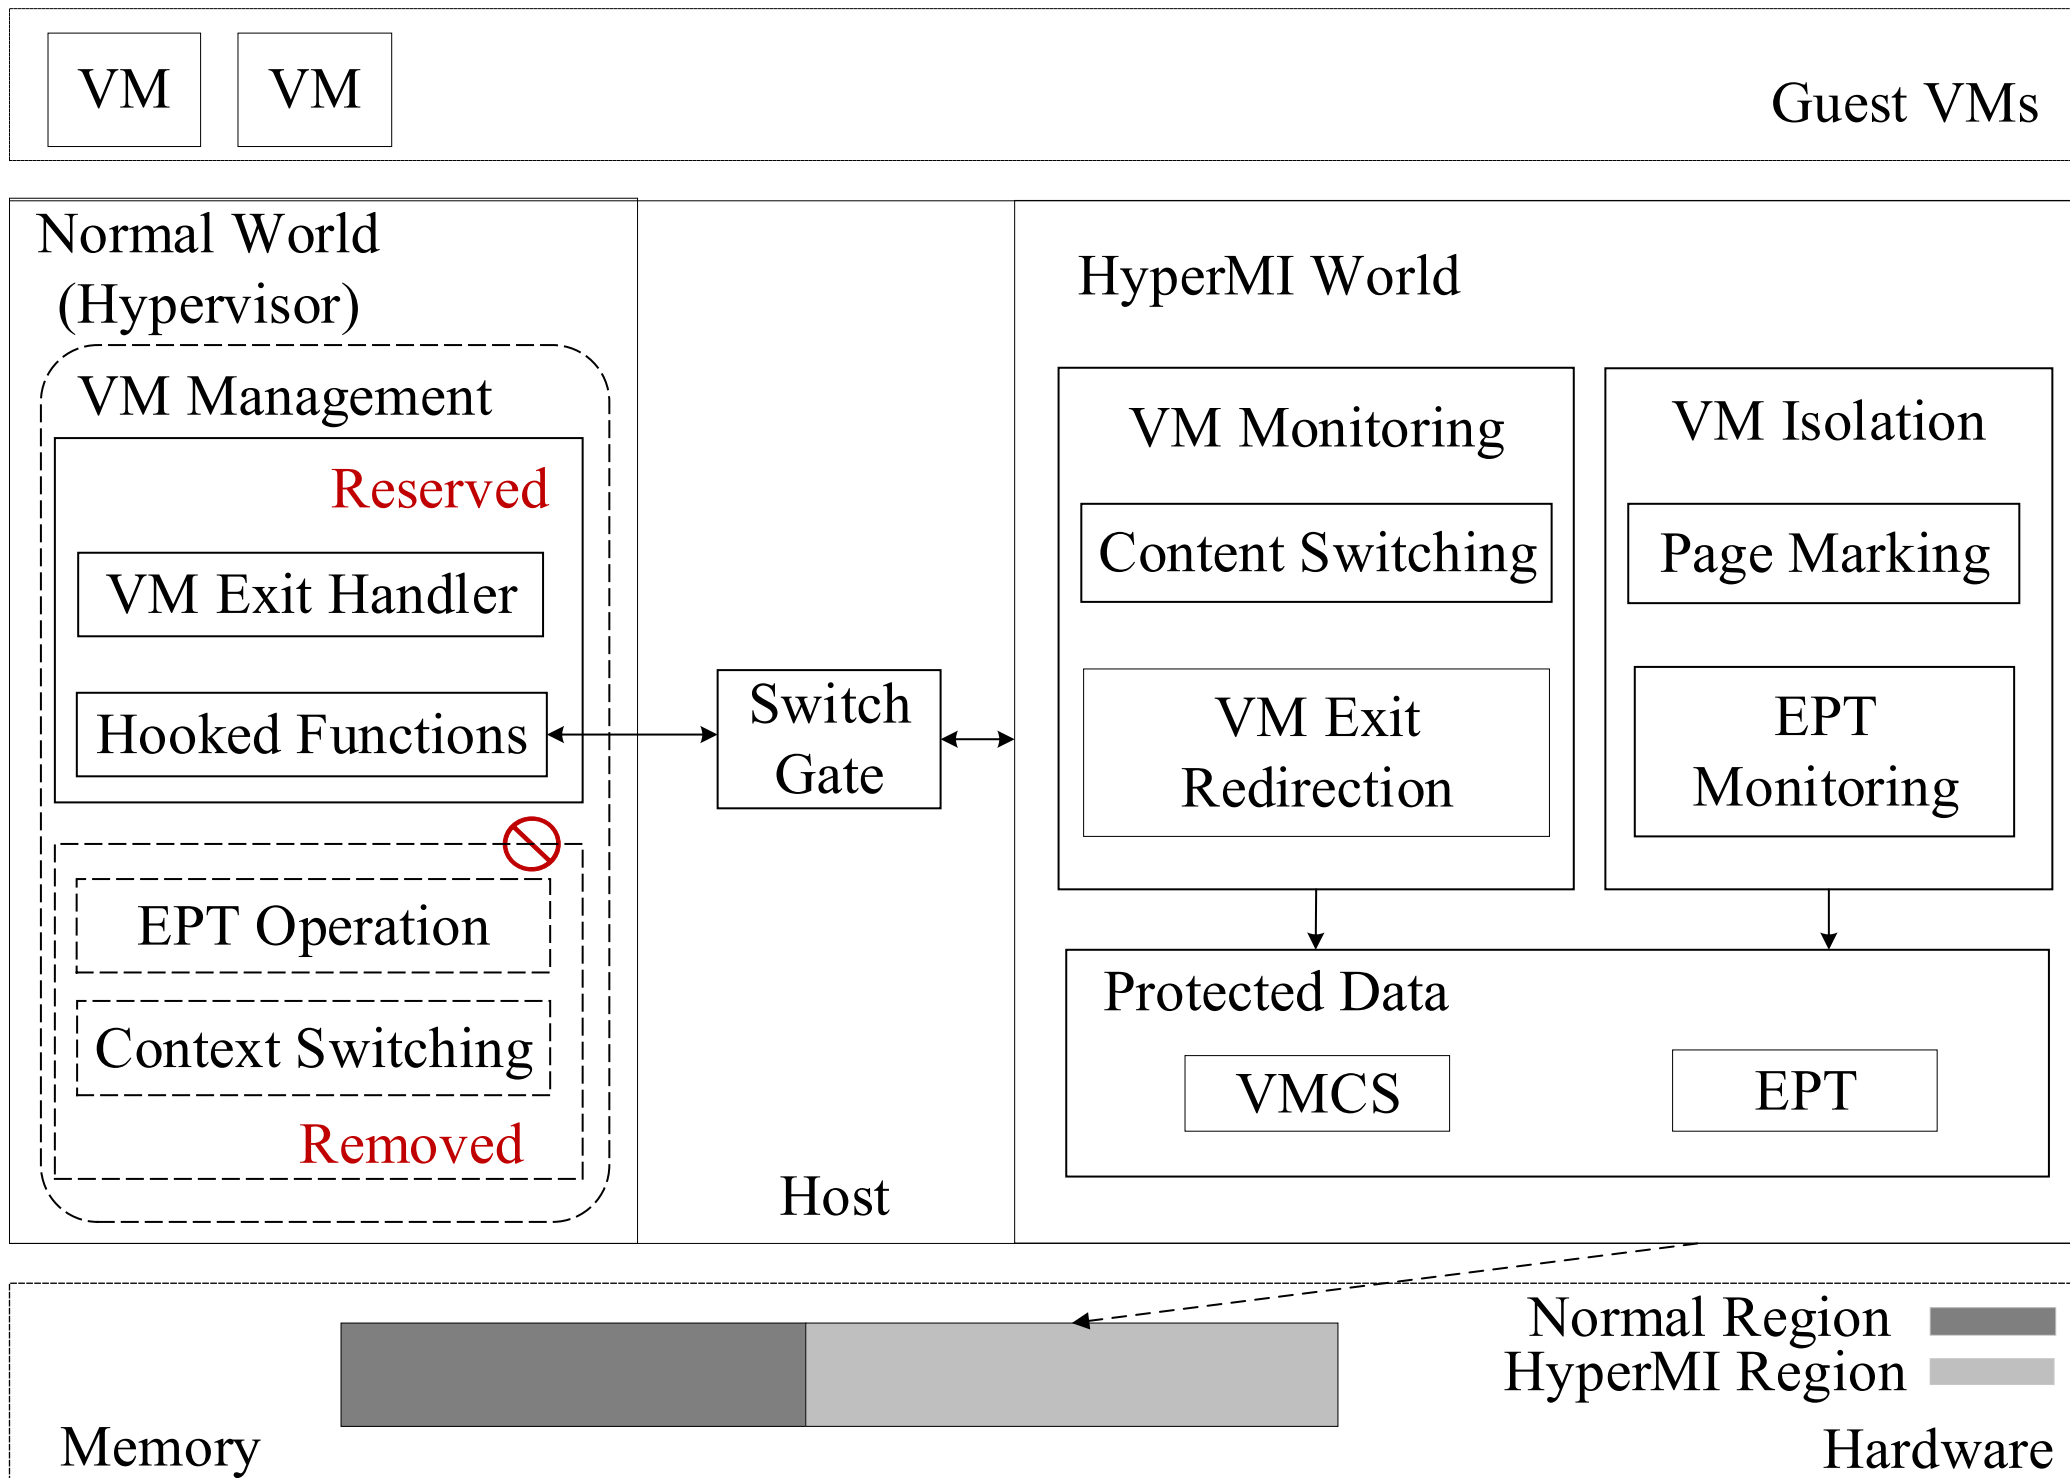 VM
VM
Guest VMs
Normal World
(Hypervisor)
VM Management
Reserved
VM Exit Handler
Hooked Functions
EPT Operation
Context Switching
Removed
Switch
Gate
Host
HyperMI World
VM Monitoring
Content Switching
VM Exit
Redirection
VM Isolation
Page Marking
EPT
Monitoring
Protected Data
VMCS
EPT
Normal Region
HyperMI Region
Memory
Hardware